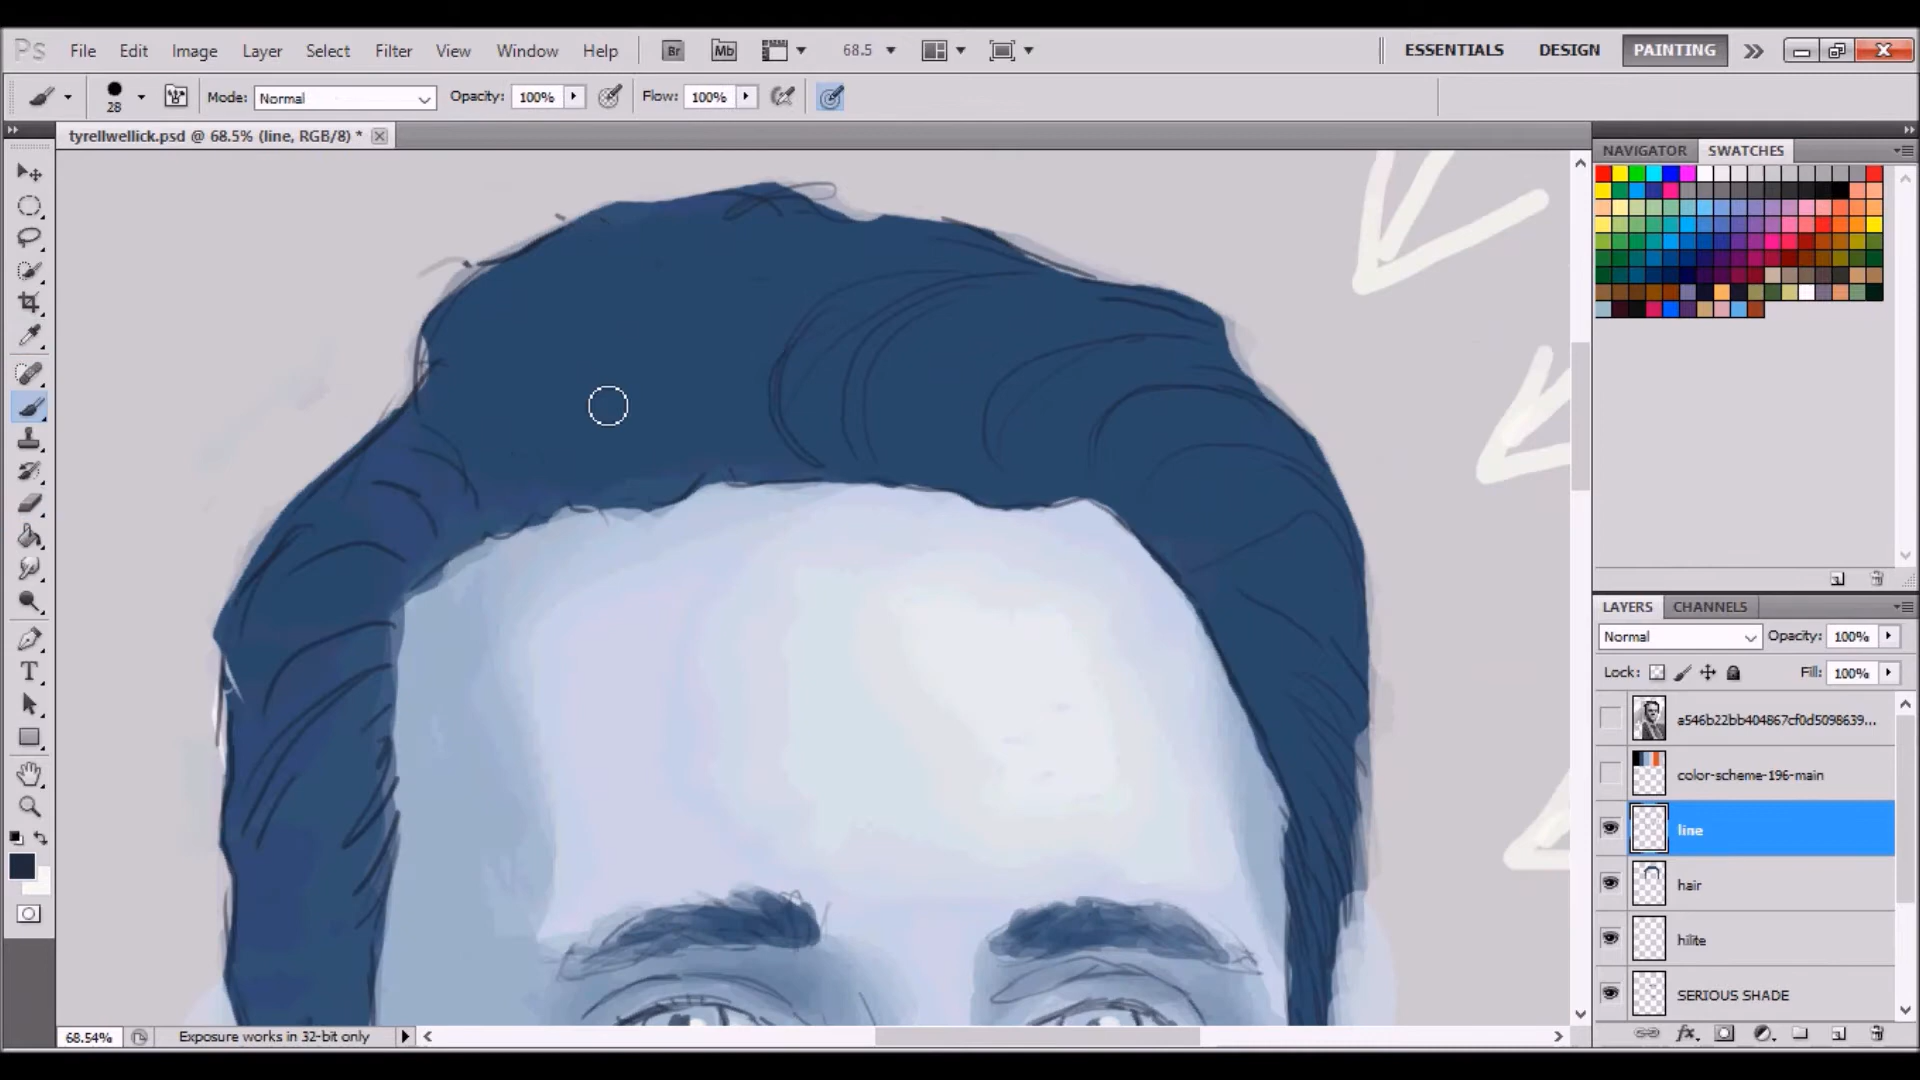 Ps File Edit Image Layer Select Filter View Window Help Br Mb 68.5 ESSENTIALS DESIGN PAINTING
28 Mode: Normal Opacity: 100% Flow: 100%
tyrellwellick.psd @ 68.5% (line, RGB/8) *
NAVIGATOR SWATCHES
LAYERS CHANNELS
Normal Opacity: 100%
Lock: Fill: 100%
a546b22bb404867cf0d5098639...
color-scheme-196-main
line
hair
hilite
SERIOUS SHADE
T
fx
68.54% Exposure works in 32-bit only